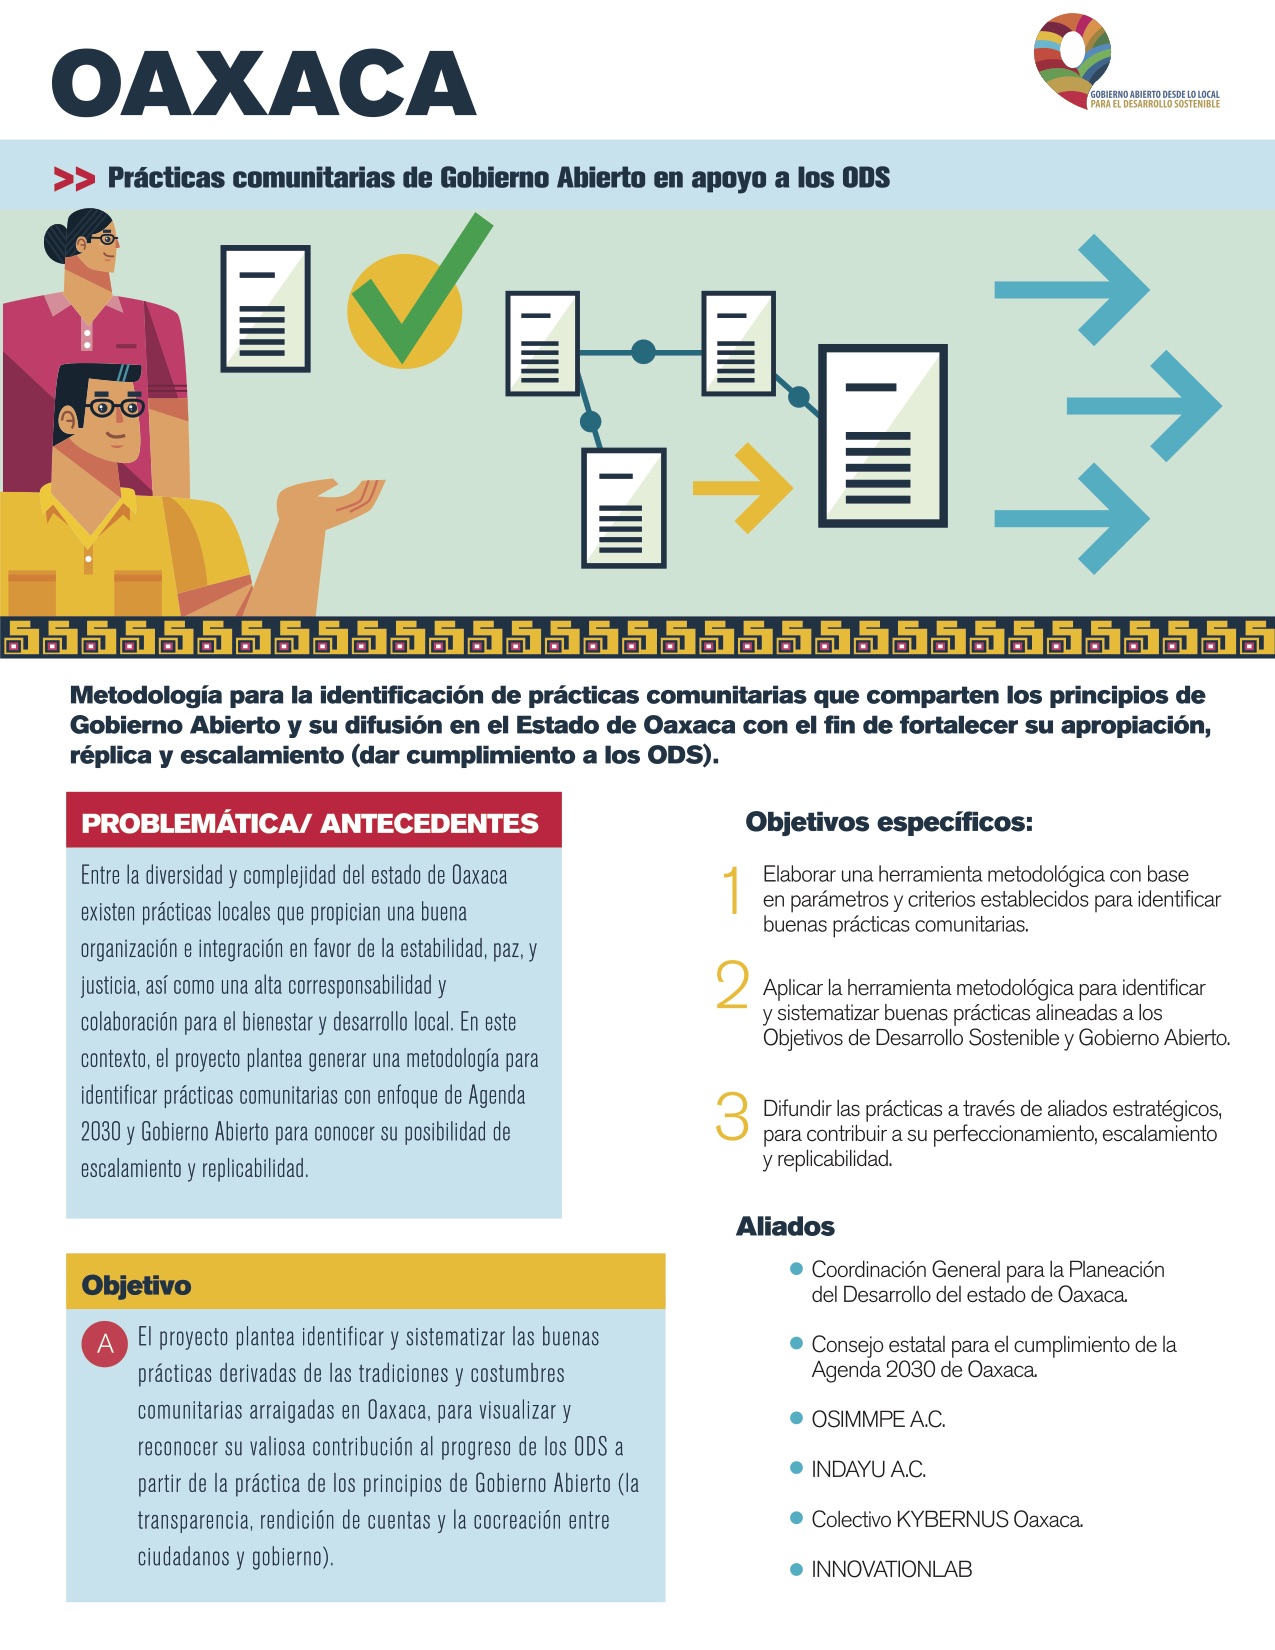 OAXACA
GOBIERNO ABIERTO DESDE LO LOCAL
PARA EL DESARROLLO SOSTENIBLE
>> Prácticas comunitarias de Gobierno Abierto en apoyo a los ODS
Metodología para la identificación de prácticas comunitarias que comparten los principios de
Gobierno Abierto y su difusión en el Estado de Oaxaca con el fin de fortalecer su apropiación,
réplica y escalamiento (dar cumplimiento a los ODS).
PROBLEMÁTICA/ ANTECEDENTES
Entre la diversidad y complejidad del estado de Oaxaca
existen prácticas locales que propician una buena
organización e integración en favor de la estabilidad, paz, y
justicia, así como una alta corresponsabilidad y
colaboración para el bienestar y desarrollo local. En este
contexto, el proyecto plantea generar una metodología para
identificar prácticas comunitarias con enfoque de Agenda
2030 y Gobierno Abierto para conocer su posibilidad de
escalamiento y replicabilidad.
Objetivo
A
El proyecto plantea identificar y sistematizar las buenas
prácticas derivadas de las tradiciones y costumbres
comunitarias arraigadas en Oaxaca, para visualizar y
reconocer su valiosa contribución al progreso de los ODS a
partir de la práctica de los principios de Gobierno Abierto (la
transparencia, rendición de cuentas y la cocreación entre
ciudadanos y gobierno).
Objetivos específicos:
1
Elaborar una herramienta metodológica con base
en parámetros y criterios establecidos para identificar
buenas prácticas comunitarias.
2
Aplicar la herramienta metodológica para identificar
y sistematizar buenas prácticas alineadas a los
Objetivos de Desarrollo Sostenible y Gobierno Abierto.
3
Difundir las prácticas a través de aliados estratégicos,
para contribuir a su perfeccionamiento, escalamiento
y replicabilidad.
Aliados
Coordinación General para la Planeación
del Desarrollo del estado de Oaxaca.
Consejo estatal para el cumplimiento de la
Agenda 2030 de Oaxaca.
OSIMMPE A.C.
INDAYU A.C.
Colectivo KYBERNUS Oaxaca.
INNOVATIONLAB